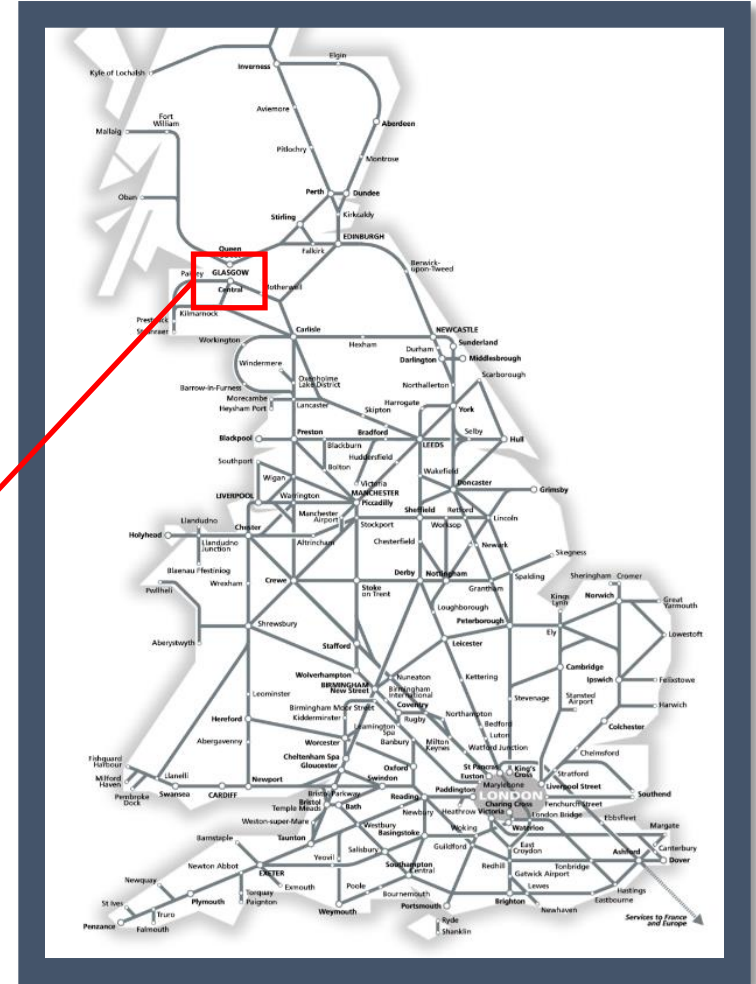 Elgin
Inverness
Kyle of Lochalsh
Aviemore
Fort
William
Aberdeen
Mallaig
Pitlochry
Montrose
Perth
Dundee
Oban
Kirkcaldy
Stirling
EDINBURGH
Queen
Falkirk
Berwick-
upon-Tweed
GLASGOW
Central
Motherwell
Kilmarnock
Carlisle
NEWCASTLE
Workington
Hexham
Sunderland
Durham
Darlington
Middlesbrough
Windermere
Scarborough
Oxenholme
Lake District
Northallerton
Barrow-in-Furness
Morecambe
Heysham Port
Lancaster
Harrogate
York
Skipton
Blackpool
Preston
Bradford
Selby
Blackburn
LEEDS
Hull
Huddersfield
Southport
Bolton
Wakefield
Wigan
Victoria
Doncaster
MANCHESTER
Piccadilly
Grimsby
LIVERPOOL
Warrington
Sheffield
Retford
Manchester
Airport
Llandudno
Stockport
Worksop
Lincoln
Chester
Holyhead
Llandudno
Junction
Altrincham
Chesterfield
Newark
Skegness
Blaenau Ffestiniog
Derby
Nottingham
Sheringham
Cromer
Pwllheli
Wrexham
Crewe
Stoke
on Trent
Grantham
Spalding
Kings
Lynn
Norwich
Great
Yarmouth
Loughborough
Peterborough
Shrewsbury
Ely
Lowestoft
Aberystwyth
Stafford
Leicester
Wolverhampton
Nuneaton
Kettering
Cambridge
BIRMINGHAM
New Street
Birmingham
International
Ipswich
Felixstowe
Leominster
Coventry
Stevenage
Stansted
Airport
Birmingham Moor Street
Kidderminster
Rugby
Northampton
Harwich
Hereford
Leamington
Spa
Bedford
Colchester
Worcester
Banbury
Milton
Keynes
Luton
Abergavenny
Watford Junction
Chelmsford
Fishguard
Harbour
Cheltenham Spa
Gloucester
Oxford
St Pancras
Euston
King's
Cross
Llanelli
Swindon
Stratford
Milford
Haven
Newport
Marylebone
Liverpool Street
Paddington
Pembroke
Dock
Swansea
CARDIFF
Bristol Parkway
Reading
LONDON
Southend
Bristol
Temple Meads
Bath
Charing Cross
Fenchurch Street
Newbury
Heathrow
Victoria
London Bridge
Ebbsfleet
Weston-super-Mare
Waterloo
Margate
Barnstaple
Westbury
Basingstoke
Woking
Taunton
East
Croydon
Canterbury
Salisbury
Guildford
Ashford
Yeovil
Redhill
Tonbridge
Dover
Newton Abbot
EXETER
Southampton
Central
Gatwick Airport
Newquay
Exmouth
Poole
Lewes
Hastings
Torquay
Paignton
Bournemouth
Eastbourne
St Ives
Plymouth
Portsmouth
Brighton
Newhaven
Truro
Weymouth
Penzance
Falmouth
Ryde
Shanklin
Services to France
and Europe